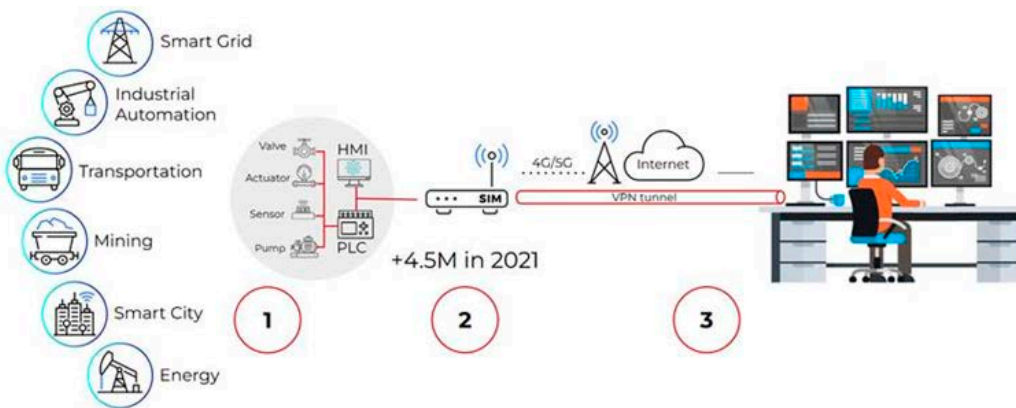 Smart Grid
Industrial
Automation
Transportation
Mining
Smart City
Energy
Valve
Actuator
Sensor
Pump
HMI
PLC
SIM
4G/5G
Internet
VPN tunnel
+4.5M in 2021
1
2
3